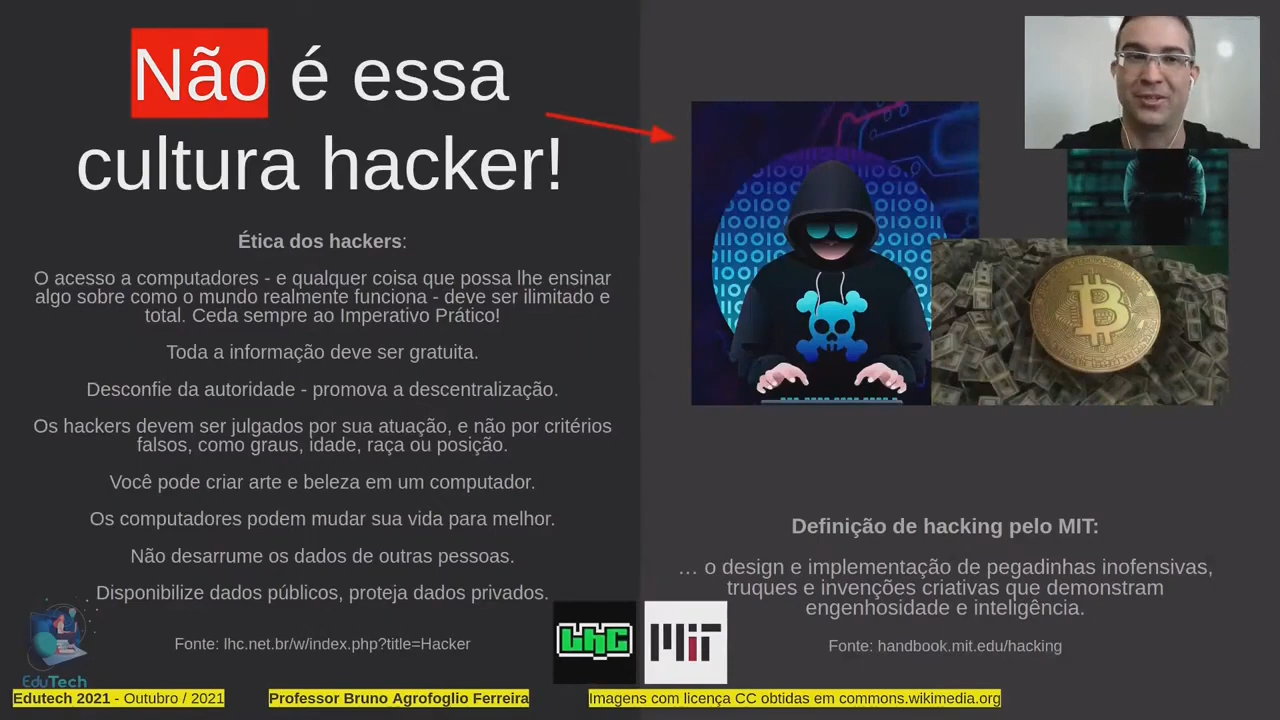 Não é essa
cultura hacker!
Ética dos hackers:
O acesso a computadores - e qualquer coisa que possa lhe ensinar
algo sobre como o mundo realmente funciona - deve ser ilimitado e
total. Ceda sempre ao Imperativo Prático!
Toda a informação deve ser gratuita.
Desconfie da autoridade - promova a descentralização.
Os hackers devem ser julgados por sua atuação, e não por critérios
falsos, como graus, idade, raça ou posição.
Você pode criar arte e beleza em um computador.
Os computadores podem mudar sua vida para melhor.
Não desarrume os dados de outras pessoas.
Disponibilize dados públicos, proteja dados privados.
Fonte: lhc.net.br/w/index.php?title=Hacker
Definição de hacking pelo MIT:
… o design e implementação de pegadinhas inofensivas,
truques e invenções criativas que demonstram
engenhosidade e inteligência.
Fonte: handbook.mit.edu/hacking
LHC
MIT
EduTech
Edutech 2021 - Outubro / 2021
Professor Bruno Agrofoglio Ferreira
Imagens com licença CC obtidas em commons.wikimedia.org